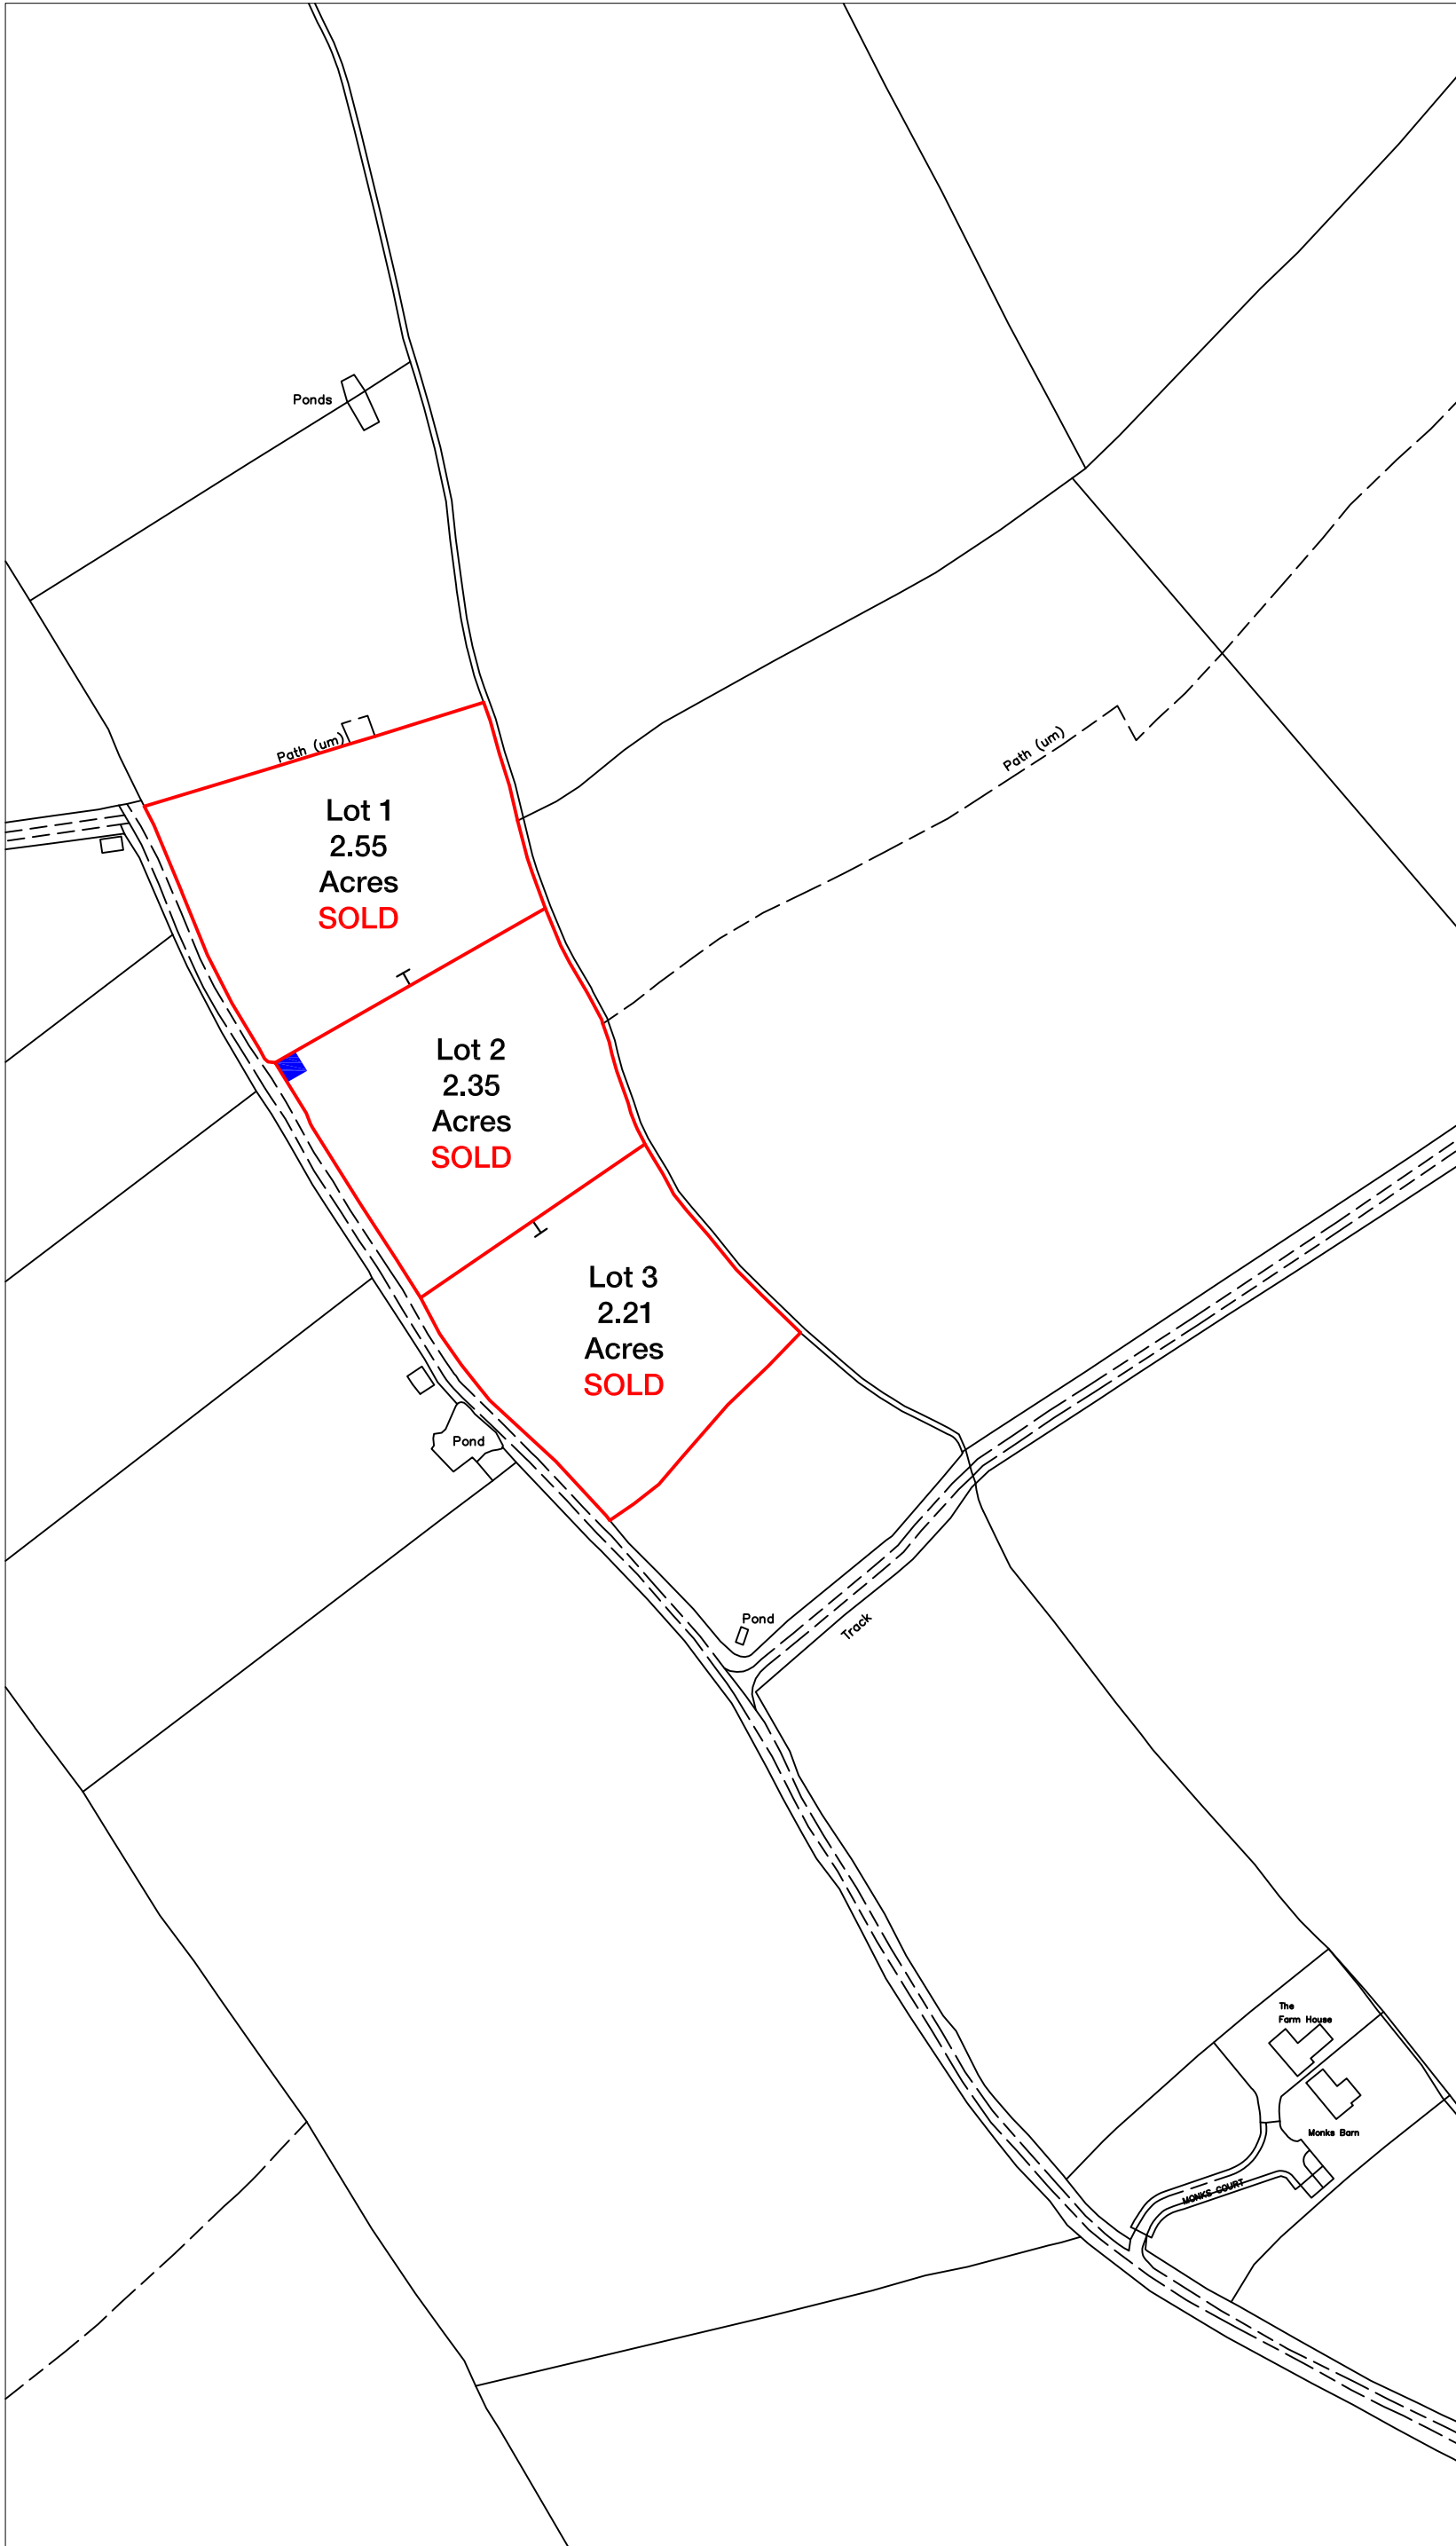 Ponds
Path (um)
Lot 1
2.55
Acres
SOLD
Path (um)
Lot 2
2.35
Acres
SOLD
Lot 3
2.21
Acres
SOLD
Pond
Pond
Track
The
Farm House
Monks Barn
MONKS COURT